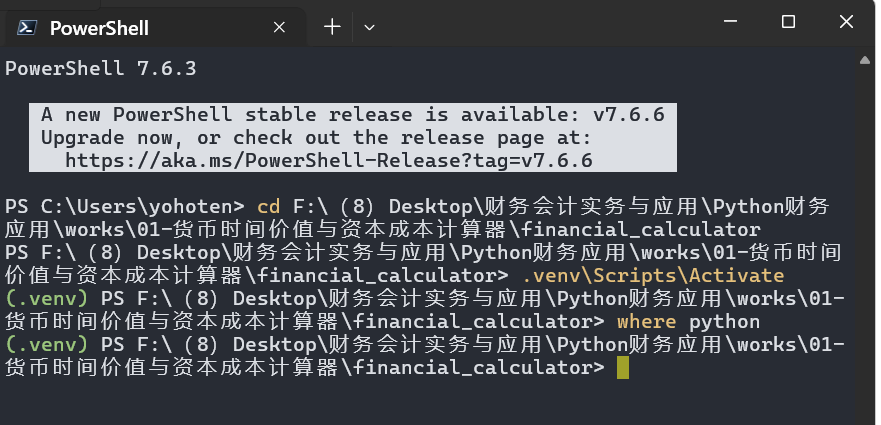 PowerShell
PowerShell 7.6.3
A new PowerShell stable release is available: v7.6.6
Upgrade now, or check out the release page at:
https://aka.ms/PowerShell-Release?tag=v7.6.6
PS C:\Users\yohoten> cd F:\（8）Desktop\财务会计实务与应用\Python财务
应用\works\01-货币时间价值与资本成本计算器\financial_calculator
PS F:\（8）Desktop\财务会计实务与应用\Python财务应用\works\01-货币时间
价值与资本成本计算器\financial_calculator> .venv\Scripts\Activate
(.venv) PS F:\（8）Desktop\财务会计实务与应用\Python财务应用\works\01-
货币时间价值与资本成本计算器\financial_calculator> where python
(.venv) PS F:\（8）Desktop\财务会计实务与应用\Python财务应用\works\01-
货币时间价值与资本成本计算器\financial_calculator>